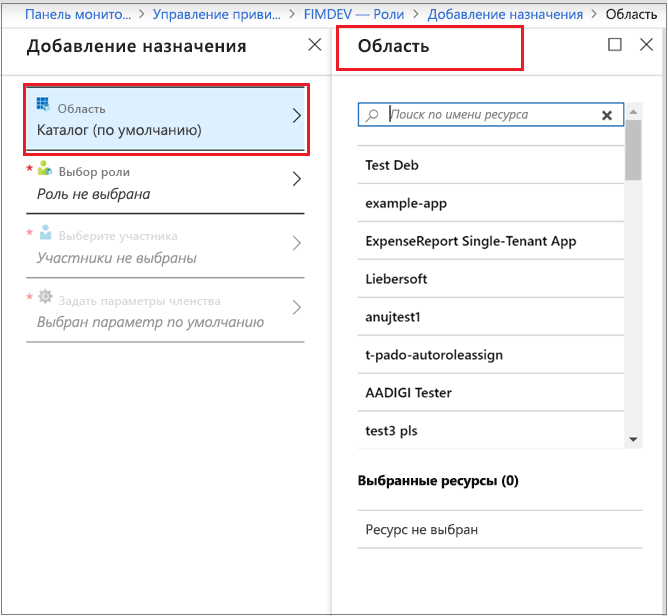 Панель монито... > Управление приви... > FIMDEV — Роли > Добавление назначения > Область
Добавление назначения
Область
Каталог (по умолчанию)
* Выбор роли
Роль не выбрана
* Выберите участника
Участники не выбраны
* Задать параметры членства
Выбран параметр по умолчанию
Область
Поиск по имени ресурса
Test Deb
example-app
ExpenseReport Single-Tenant App
Liebersoft
anujtest1
t-pado-autoroleassign
AADIGI Tester
test3 pls
Выбранные ресурсы (0)
Ресурс не выбран